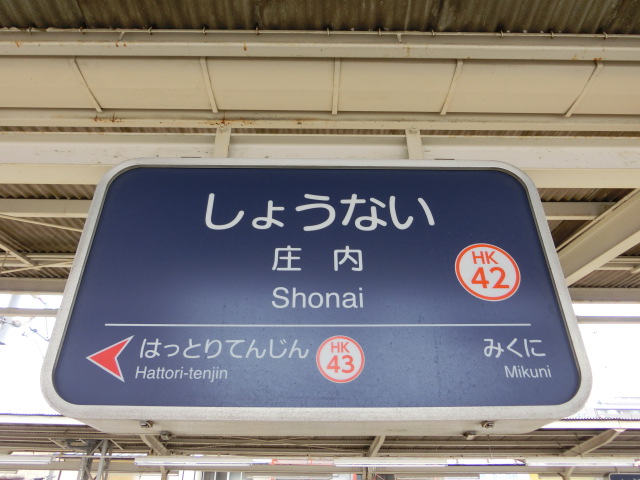 しょうない
庄内
Shonai
HK
42
はっとりてんじん
Hattori-tenjin
HK
43
みくに
Mikuni